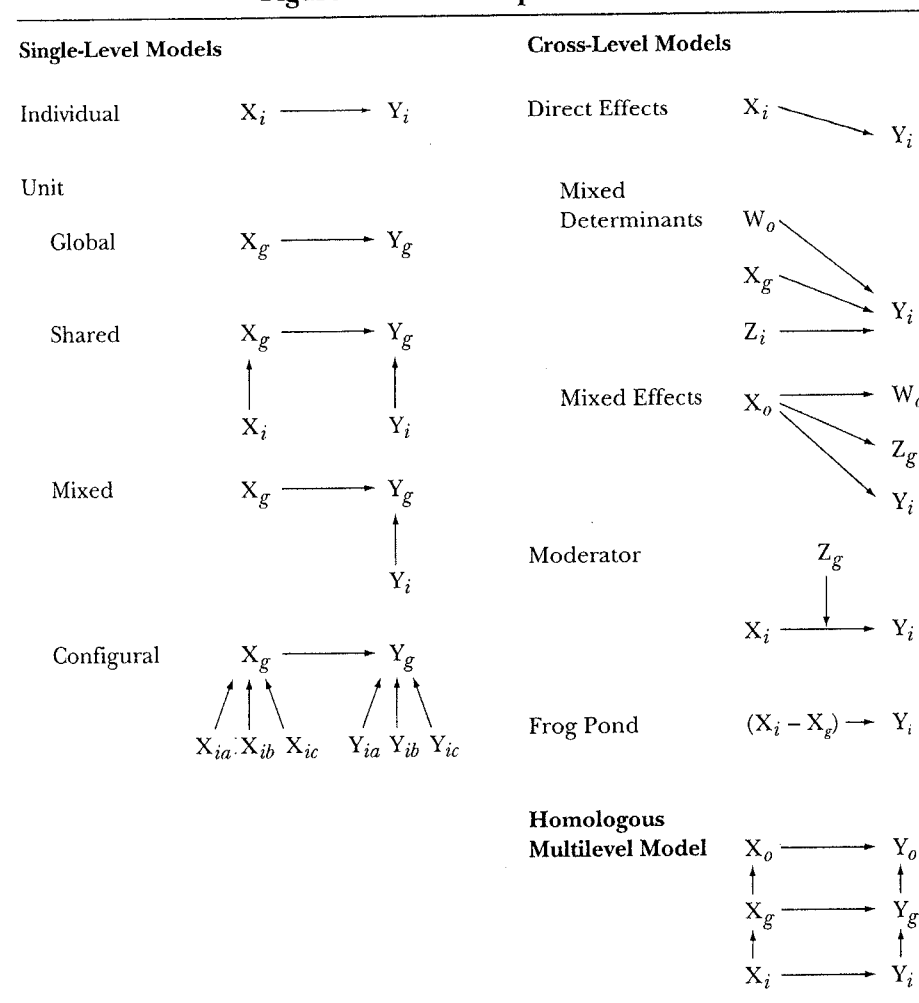 Single-Level Models
Individual X_i Y_i
Unit
Global X_g Y_g
Shared X_g Y_g
X_i Y_i
Mixed X_g Y_g
Y_i
Configural X_g Y_g
X_ia X_ib X_ic Y_ia Y_ib Y_ic
Cross-Level Models
Direct Effects X_i
Y_i
Mixed
Determinants W_o
X_g
Y_i
Z_i
Mixed Effects X_o W_o
Z_g
Y_i
Moderator Z_g
X_i Y_i
Frog Pond (X_i – X_g) Y_i
Homologous
Multilevel Model X_o Y_o
X_g Y_g
X_i Y_i